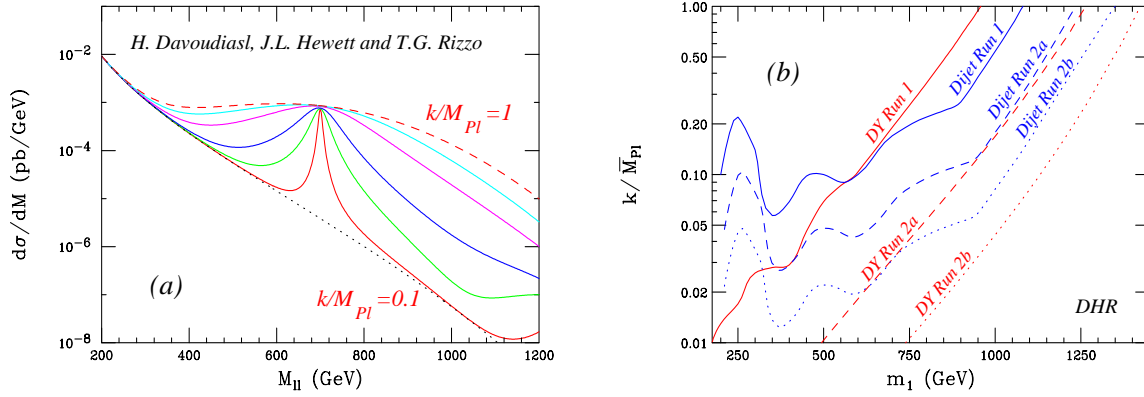 H. Davoudiasl, J.L. Hewett and T.G. Rizzo
k/M_Pl=1
k/M_Pl=0.1
(a)
dσ/dM (pb/GeV)
10^−2
10^−4
10^−6
10^−8
200 400 600 800 1000 1200
M_ll (GeV)
(b)
DY Run 1
Dijet Run 1
Dijet Run 2a
Dijet Run 2b
DY Run 2a
DY Run 2b
DHR
k/M̅_Pl
1.00
0.50
0.20
0.10
0.05
0.02
0.01
250 500 750 1000 1250
m_1 (GeV)